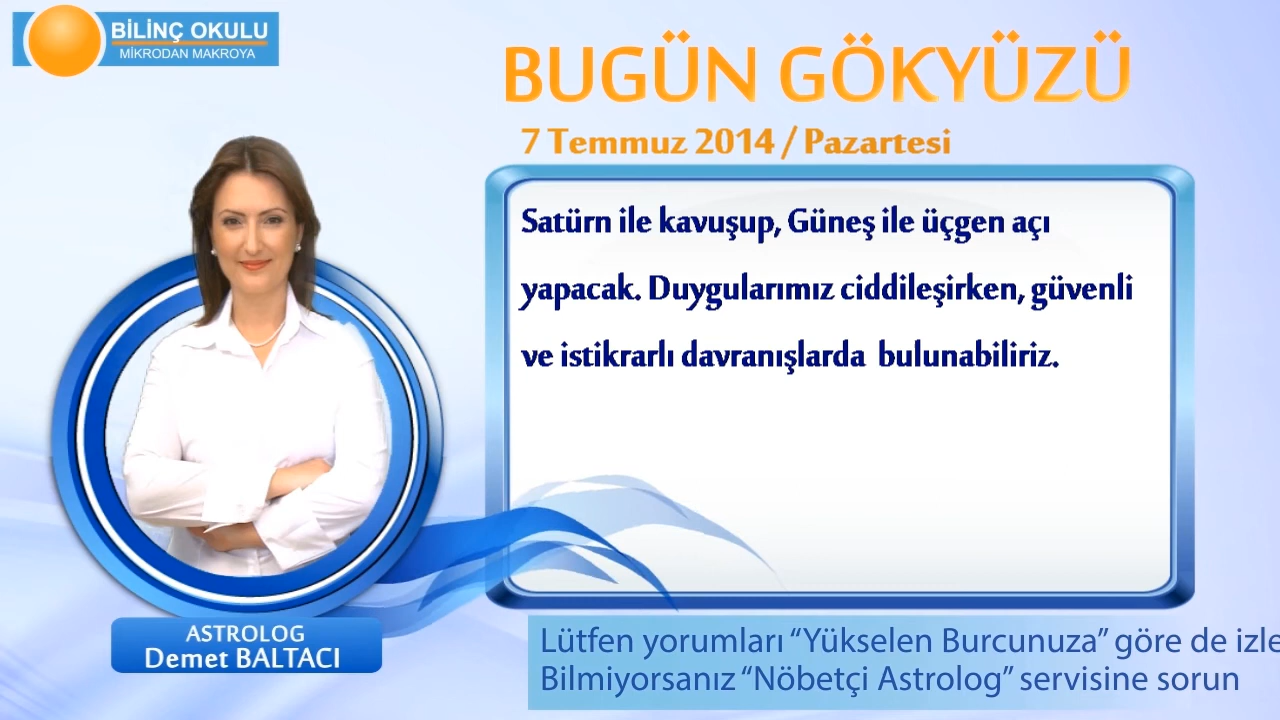 BİLİNÇ OKULU
MİKRODAN MAKROYA
BUGÜN GÖKYÜZÜ
7 Temmuz 2014 / Pazartesi
Satürn ile kavuşup, Güneş ile üçgen açı
yapacak. Duygularımız ciddileşirken, güvenli
ve istikrarlı davranışlarda bulunabiliriz.
ASTROLOG
Demet BALTACI
Lütfen yorumları “Yükselen Burcunuza” göre de izle
Bilmiyorsanız “Nöbetçi Astrolog” servisine sorun